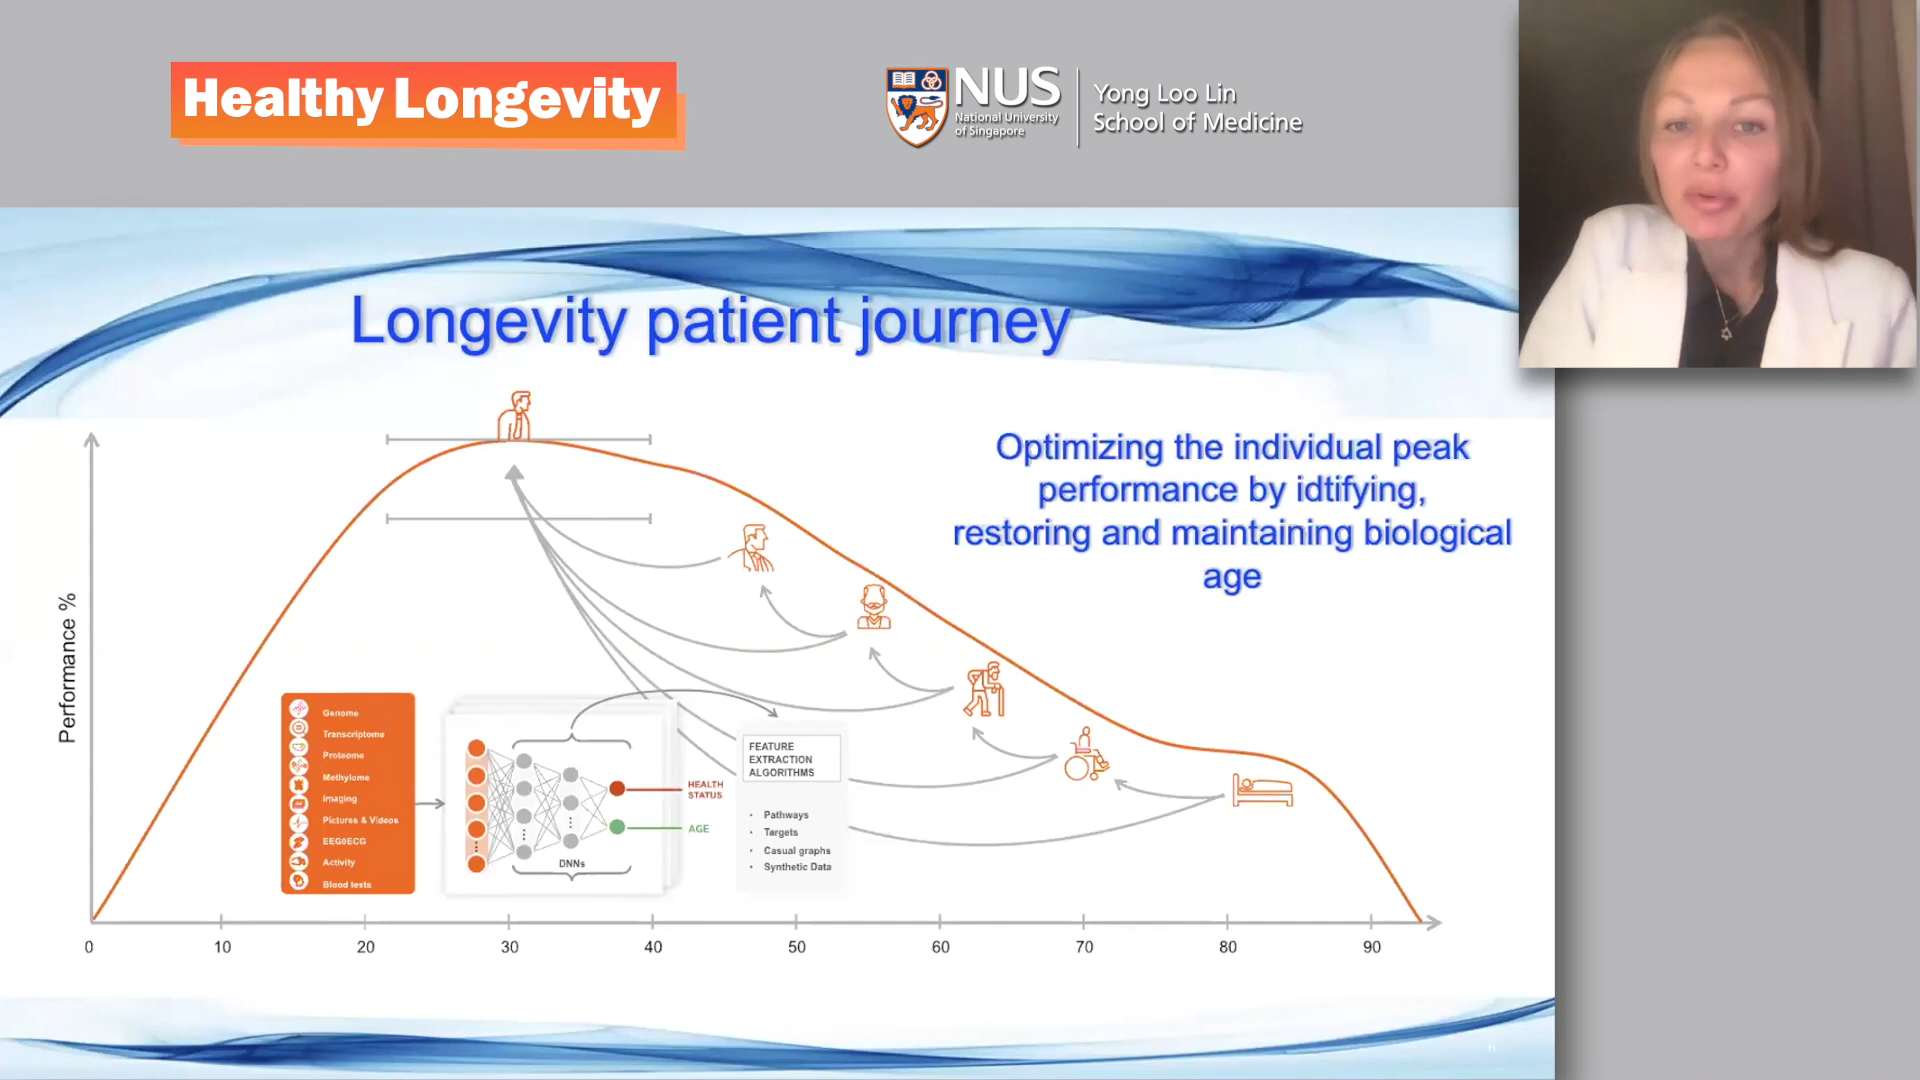 Healthy Longevity
NUS
National University
of Singapore
Yong Loo Lin
School of Medicine
Longevity patient journey
Optimizing the individual peak
performance by idtifying,
restoring and maintaining biological
age
Performance %
Genome
Transcriptome
Proteome
Methylome
Imaging
Pictures & Videos
EEG&ECG
Activity
Blood tests
DNNs
HEALTH
STATUS
AGE
FEATURE
EXTRACTION
ALGORITHMS
• Pathways
• Targets
• Casual graphs
• Synthetic Data
0 10 20 30 40 50 60 70 80 90
11